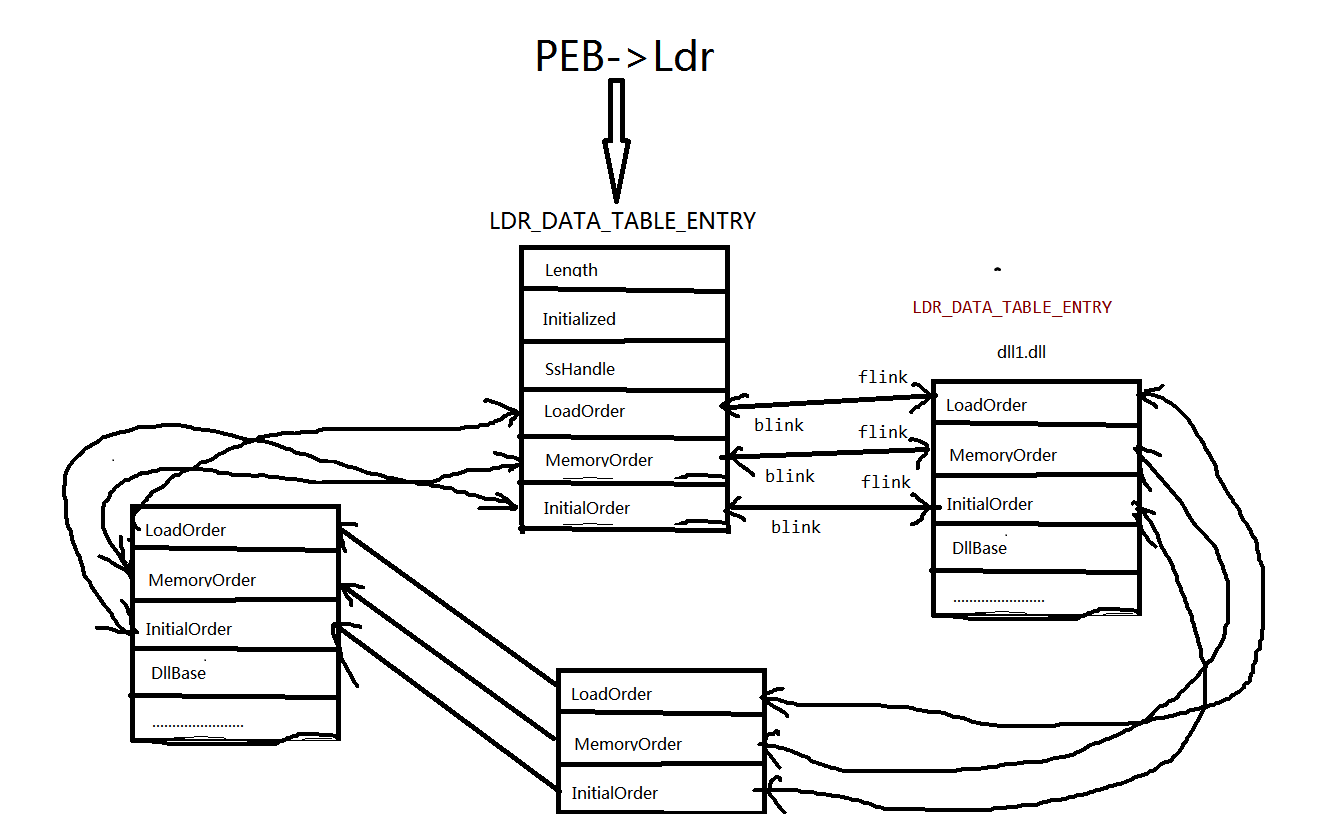 PEB->Ldr
LDR_DATA_TABLE_ENTRY
Length
Initialized
SsHandle
LoadOrder
MemoryOrder
InitialOrder
LDR_DATA_TABLE_ENTRY
dll1.dll
flink
blink
flink
blink
flink
blink
LoadOrder
MemoryOrder
InitialOrder
DllBase
.......................
LoadOrder
MemoryOrder
InitialOrder
DllBase
.......................
LoadOrder
MemoryOrder
InitialOrder